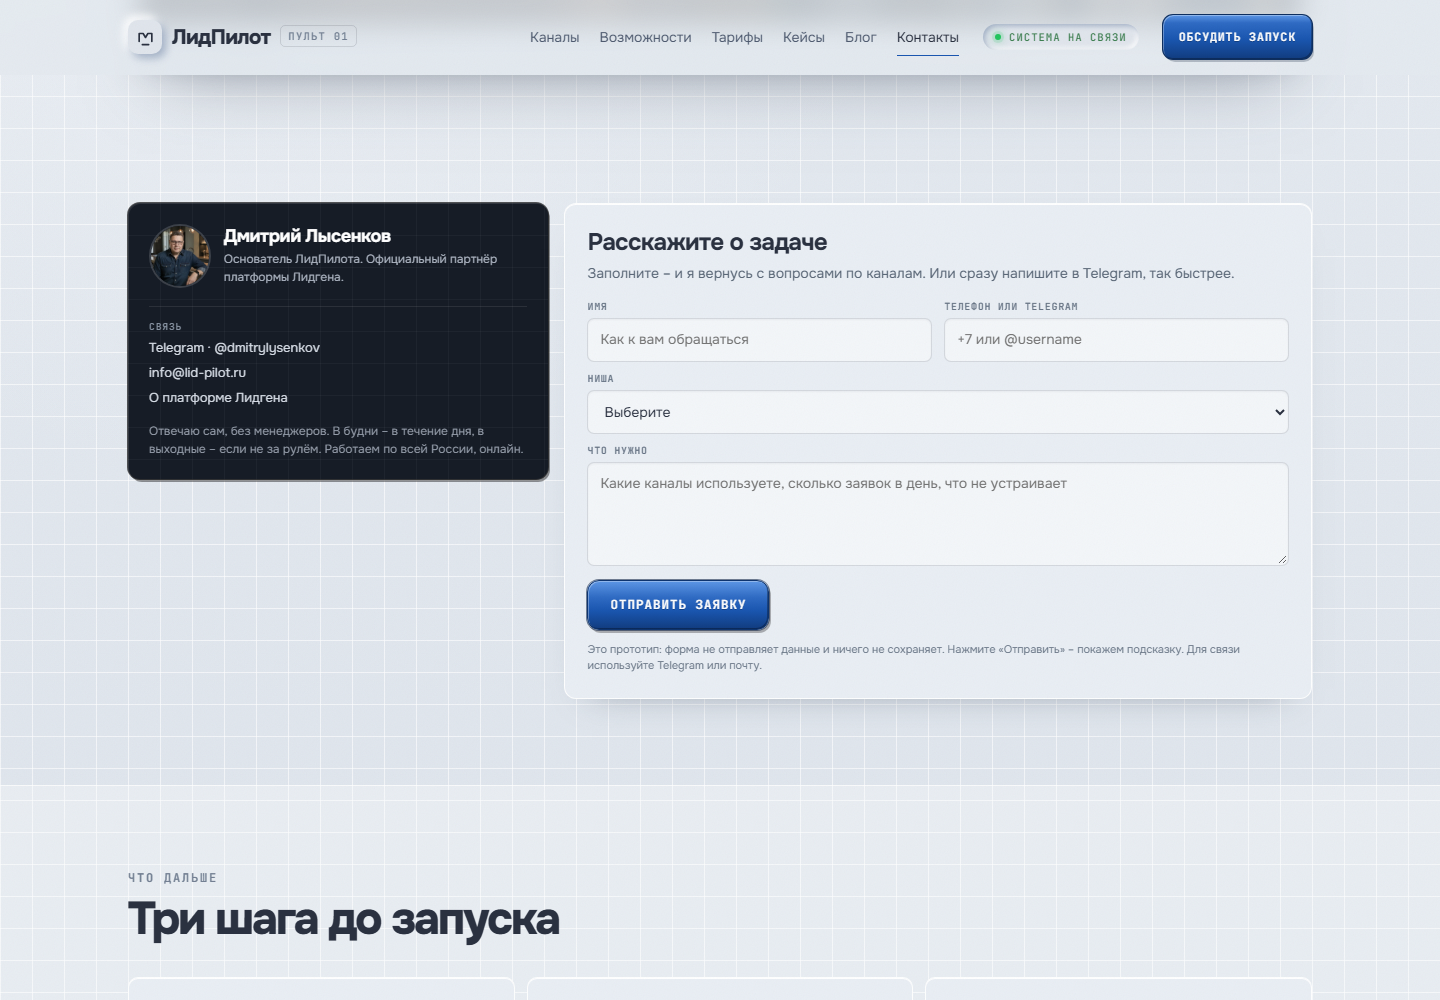 ЛидПилот
ПУЛЬТ 01
Каналы
Возможности
Тарифы
Кейсы
Блог
Контакты
СИСТЕМА НА СВЯЗИ
ОБСУДИТЬ ЗАПУСК
Дмитрий Лысенков
Основатель ЛидПилота. Официальный партнёр
платформы Лидгена.
СВЯЗЬ
Telegram · @dmitrylysenkov
info@lid-pilot.ru
О платформе Лидгена
Отвечаю сам, без менеджеров. В будни – в течение дня, в
выходные – если не за рулём. Работаем по всей России, онлайн.
Расскажите о задаче
Заполните – и я вернусь с вопросами по каналам. Или сразу напишите в Telegram, так быстрее.
ИМЯ
Как к вам обращаться
ТЕЛЕФОН ИЛИ TELEGRAM
+7 или @username
НИША
Выберите
ЧТО НУЖНО
Какие каналы используете, сколько заявок в день, что не устраивает
ОТПРАВИТЬ ЗАЯВКУ
Это прототип: форма не отправляет данные и ничего не сохраняет. Нажмите «Отправить» – покажем подсказку. Для связи
используйте Telegram или почту.
ЧТО ДАЛЬШЕ
Три шага до запуска